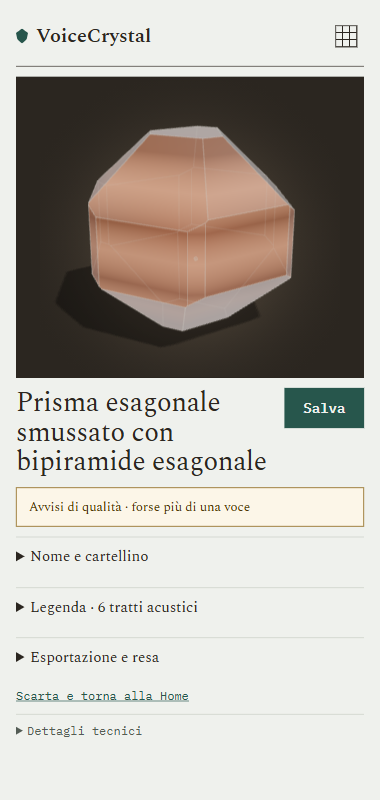 VoiceCrystal
Prisma esagonale
smussato con
bipiramide esagonale
Salva
Avvisi di qualità · forse più di una voce
▶ Nome e cartellino
▶ Legenda · 6 tratti acustici
▶ Esportazione e resa
Scarta e torna alla Home
▶ Dettagli tecnici